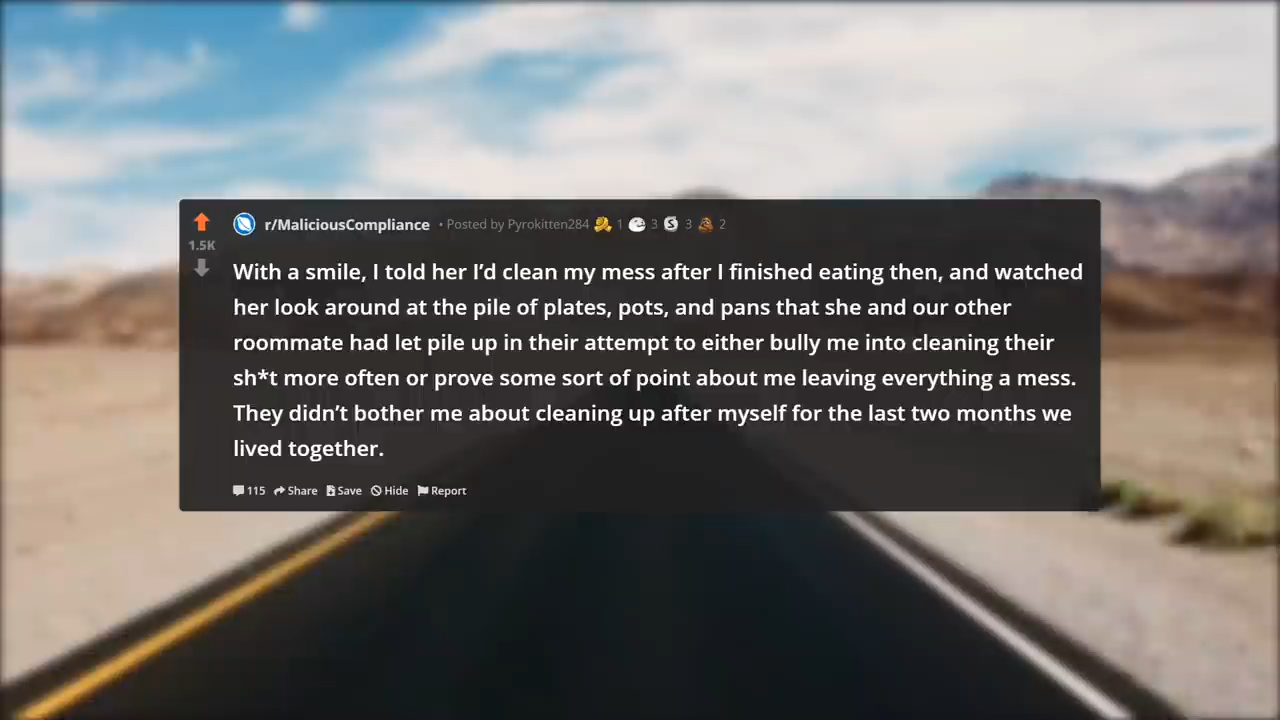 r/MaliciousCompliance • Posted by Pyrokitten284 1 3 3 2
1.5K
With a smile, I told her I’d clean my mess after I finished eating then, and watched
her look around at the pile of plates, pots, and pans that she and our other
roommate had let pile up in their attempt to either bully me into cleaning their
sh*t more often or prove some sort of point about me leaving everything a mess.
They didn’t bother me about cleaning up after myself for the last two months we
lived together.
115 Share Save Hide Report